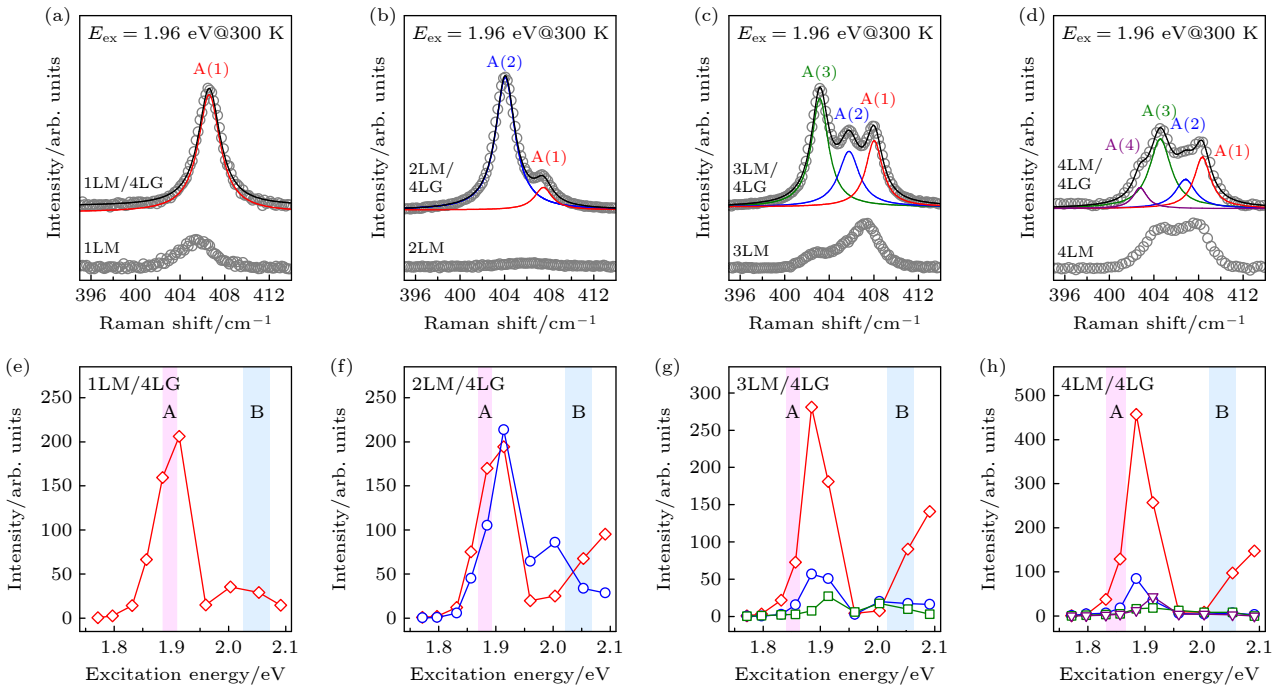 (a)
E_ex = 1.96 eV@300 K
A(1)
1LM/4LG
1LM
Intensity/arb. units
396 400 404 408 412
Raman shift/cm⁻¹
(b)
E_ex = 1.96 eV@300 K
A(2)
A(1)
2LM/
4LG
2LM
Intensity/arb. units
396 400 404 408 412
Raman shift/cm⁻¹
(c)
E_ex = 1.96 eV@300 K
A(3)
A(2)
A(1)
3LM/
4LG
3LM
Intensity/arb. units
396 400 404 408 412
Raman shift/cm⁻¹
(d)
E_ex = 1.96 eV@300 K
A(3)
A(2)
A(4)
A(1)
4LM/
4LG
4LM
Intensity/arb. units
396 400 404 408 412
Raman shift/cm⁻¹
(e)
1LM/4LG
A B
250
200
150
100
50
0
Intensity/arb. units
1.8 1.9 2.0 2.1
Excitation energy/eV
(f)
2LM/4LG
A B
250
200
150
100
50
0
Intensity/arb. units
1.8 1.9 2.0 2.1
Excitation energy/eV
(g)
3LM/4LG
A B
300
250
200
150
100
50
0
Intensity/arb. units
1.8 1.9 2.0 2.1
Excitation energy/eV
(h)
4LM/4LG
A B
500
400
300
200
100
0
Intensity/arb. units
1.8 1.9 2.0 2.1
Excitation energy/eV